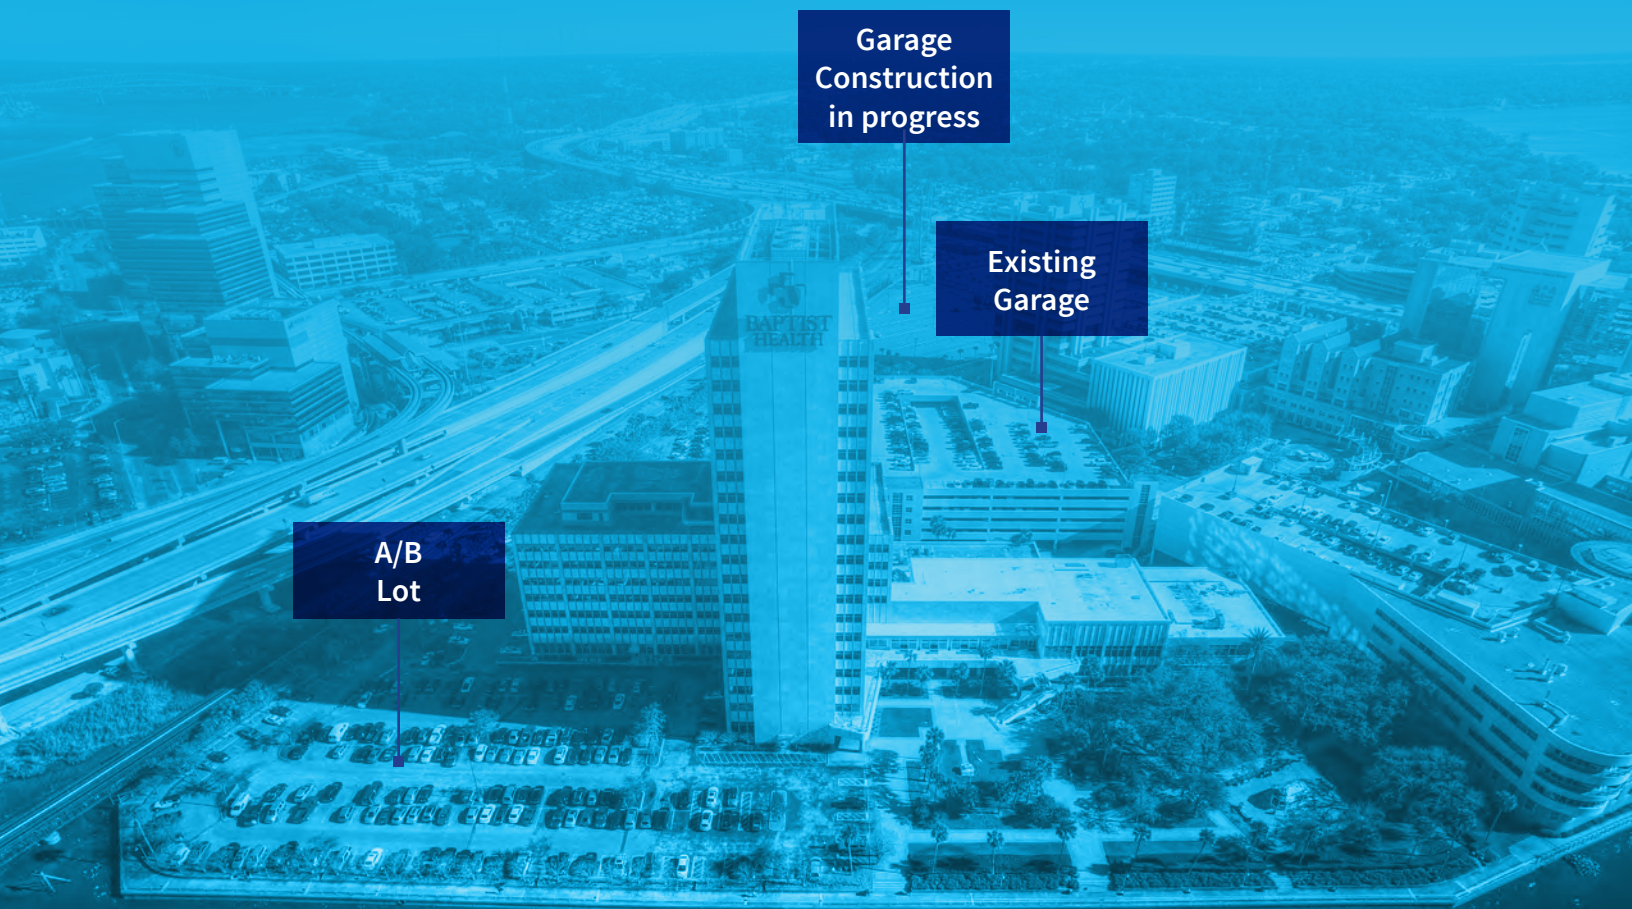 Garage
Construction
in progress
Existing
Garage
BAPTIST
HEALTH
A/B
Lot